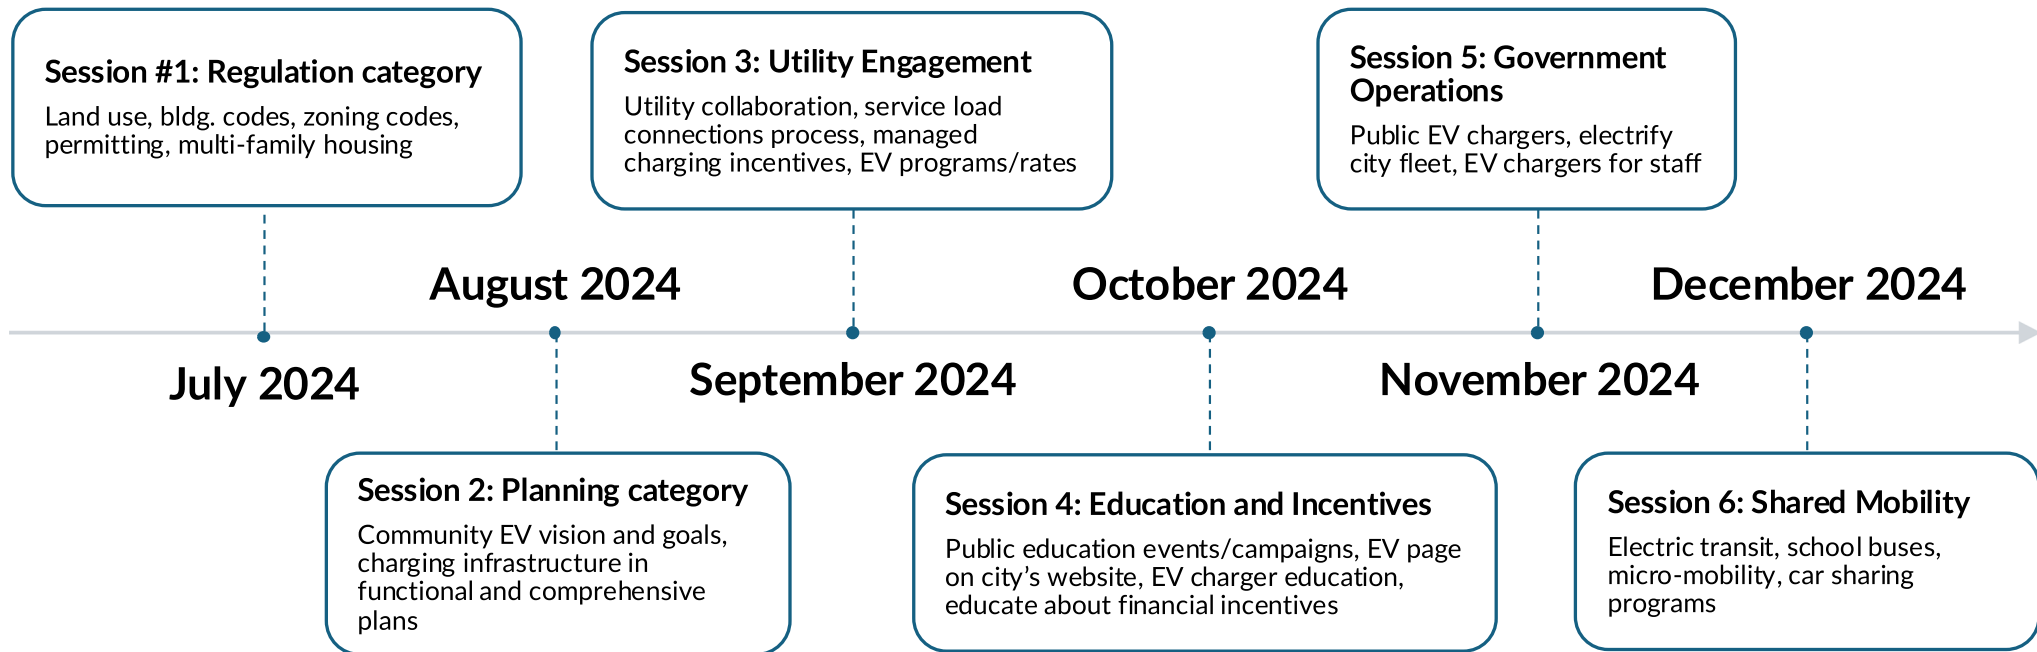 Session #1: Regulation category
Land use, bldg. codes, zoning codes,
permitting, multi-family housing
Session 3: Utility Engagement
Utility collaboration, service load
connections process, managed
charging incentives, EV programs/rates
Session 5: Government
Operations
Public EV chargers, electrify
city fleet, EV chargers for staff
August 2024
October 2024
December 2024
July 2024
September 2024
November 2024
Session 2: Planning category
Community EV vision and goals,
charging infrastructure in
functional and comprehensive
plans
Session 4: Education and Incentives
Public education events/campaigns, EV page
on city’s website, EV charger education,
educate about financial incentives
Session 6: Shared Mobility
Electric transit, school buses,
micro-mobility, car sharing
programs